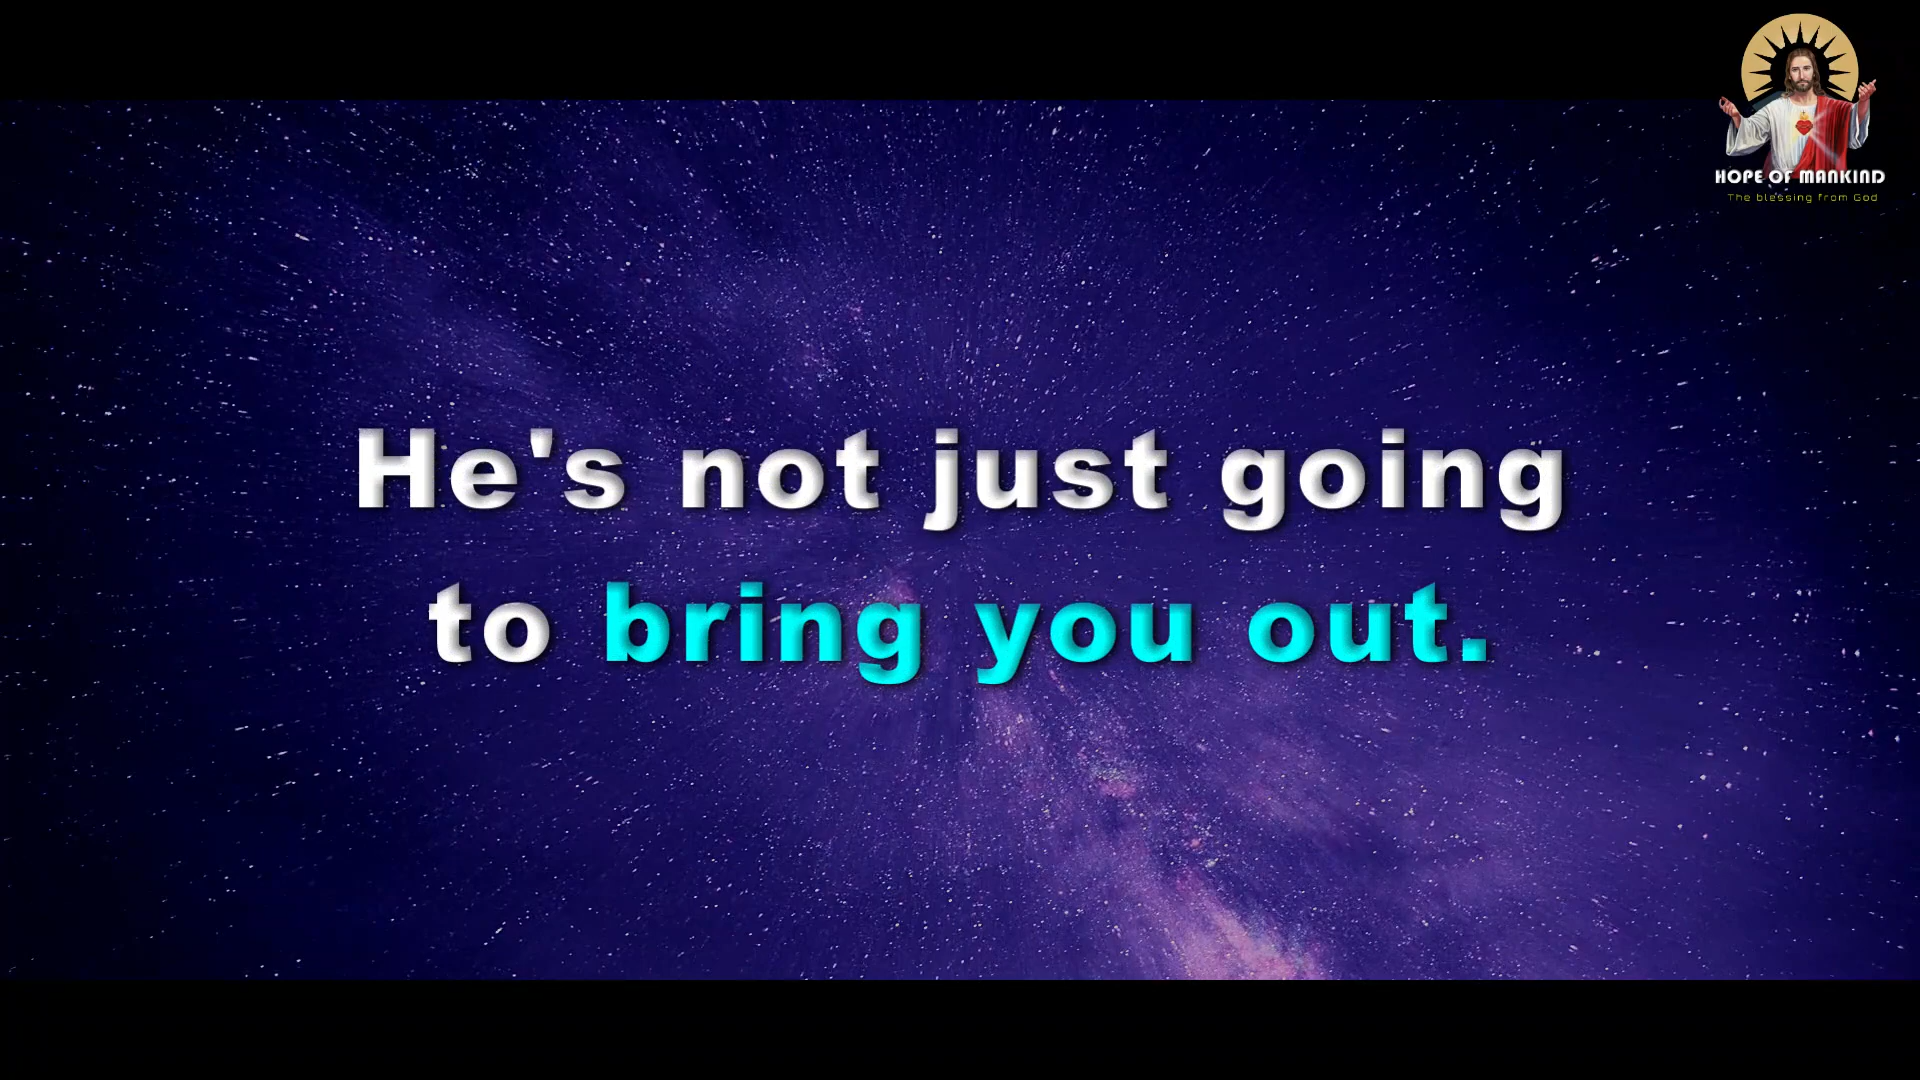 HOPE OF MANKIND
The blessing from God
He's not just going
to bring you out.